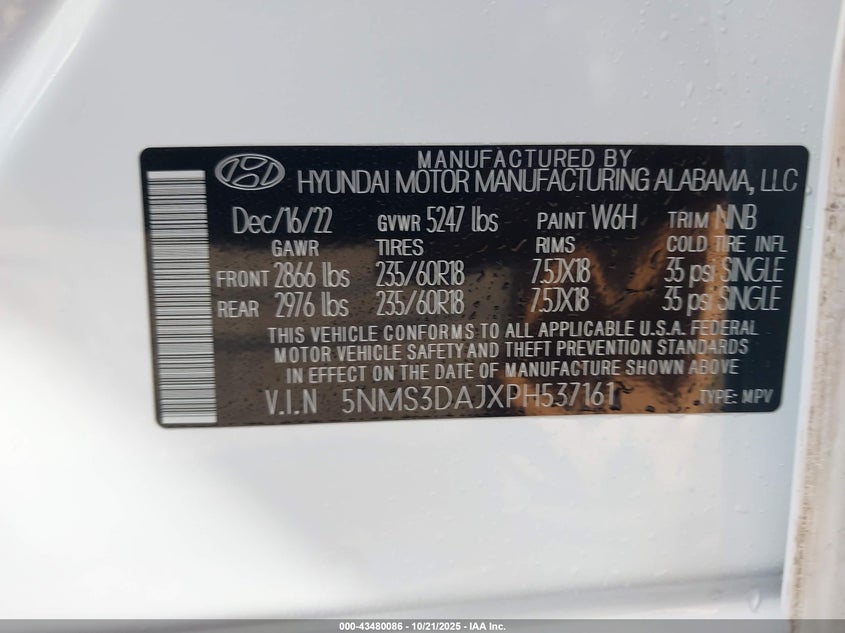 MANUFACTURED BY
HYUNDAI MOTOR MANUFACTURING ALABAMA, LLC
Dec/16/22 GVWR 5247 lbs PAINT W6H TRIM NNB
GAWR TIRES RIMS COLD TIRE INFL
FRONT 2866 lbs 235/60R18 7.5JX18 35 psi SINGLE
REAR 2976 lbs 235/60R18 7.5JX18 35 psi SINGLE
THIS VEHICLE CONFORMS TO ALL APPLICABLE U.S.A. FEDERAL
MOTOR VEHICLE SAFETY AND THEFT PREVENTION STANDARDS
IN EFFECT ON THE DATE OF MANUFACTURE SHOWN ABOVE
V.I.N 5NMS3DAJXPH537161 TYPE: MPV
000-43480086 - 10/21/2025 - IAA Inc.